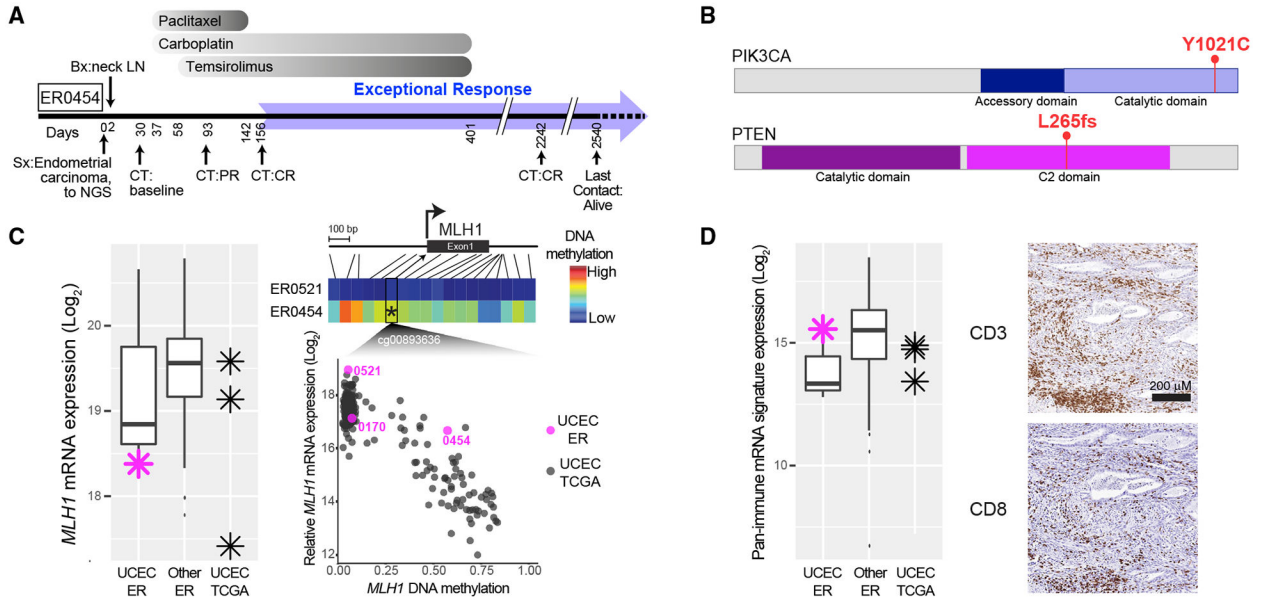 A
Paclitaxel
Carboplatin
Temsirolimus
Bx:neck LN
ER0454
Exceptional Response
Days
0 2 30 37 58 93 142 156 401 2242 2540
Sx:Endometrial
carcinoma,
to NGS
CT:
baseline
CT:PR
CT:CR
CT:CR
Last
Contact:
Alive
B
PIK3CA
Y1021C
Accessory domain
Catalytic domain
PTEN
L265fs
Catalytic domain
C2 domain
C
MLH1 mRNA expression (Log2)
20
19
18
UCEC
ER
Other
ER
UCEC
TCGA
100 bp
MLH1
Exon1
DNA
methylation
High
Low
ER0521
ER0454
*
cg00893636
Relative MLH1 mRNA expression (Log2)
18
16
14
12
0521
0170
0454
0.00 0.25 0.50 0.75 1.00
MLH1 DNA methylation
UCEC
ER
UCEC
TCGA
D
Pan-immune mRNA signature expression (Log2)
15
10
UCEC
ER
Other
ER
UCEC
TCGA
CD3
200 µM
CD8